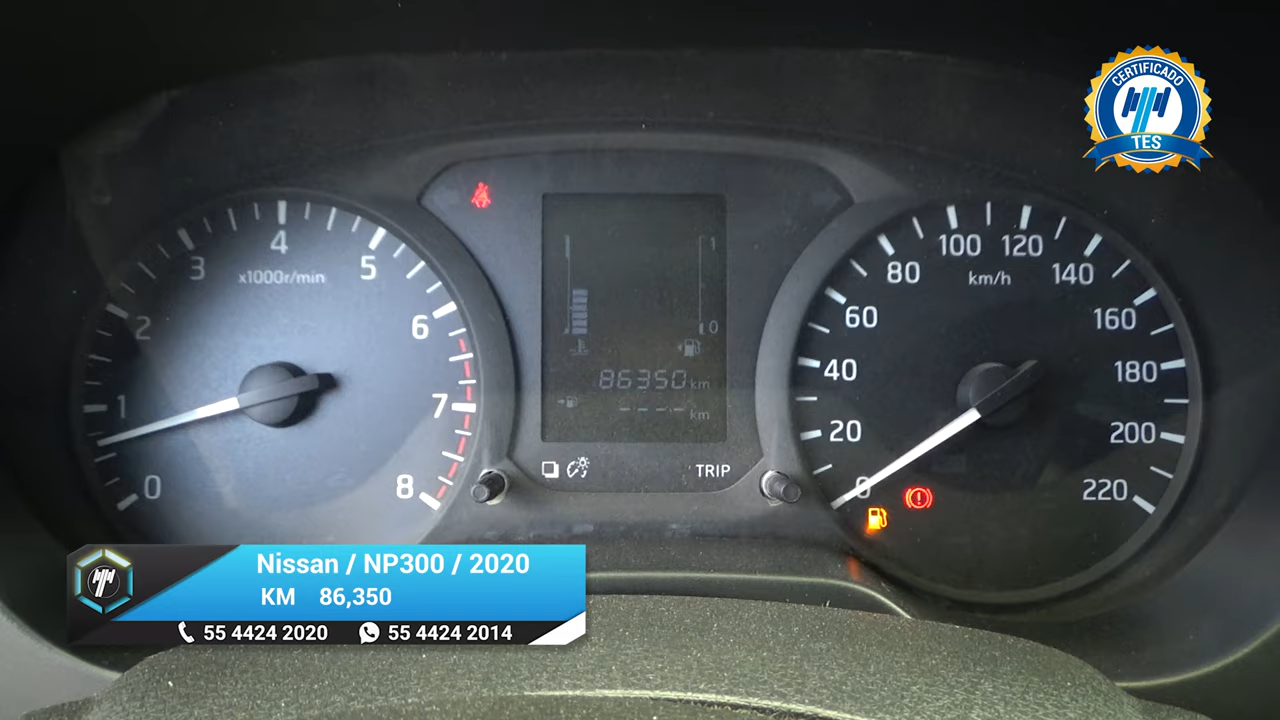 CERTIFICADO
TES
0
1
2
3
4
5
6
7
8
x1000r/min
1
0
86350 km
km
TRIP
0
20
40
60
80
100
120
140
160
180
200
220
km/h
Nissan / NP300 / 2020
KM 86,350
55 4424 2020 55 4424 2014